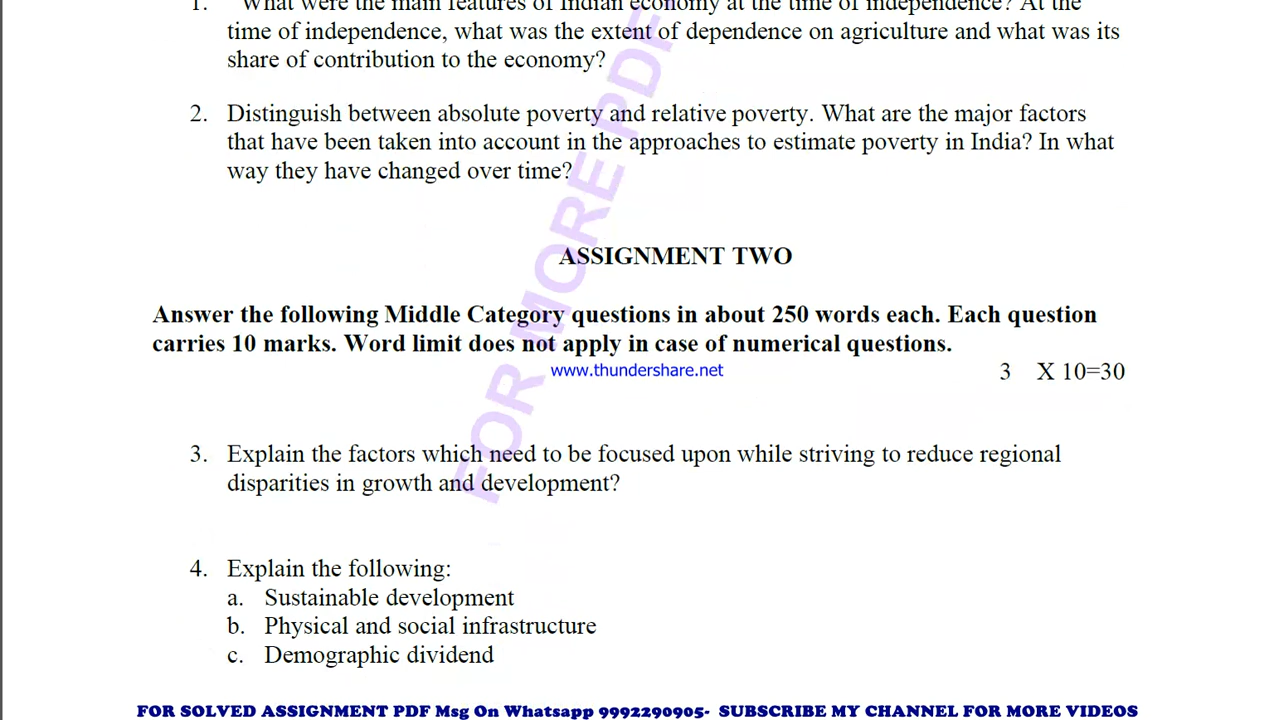 1. What were the main features of Indian economy at the time of independence? At the
time of independence, what was the extent of dependence on agriculture and what was its
share of contribution to the economy?
2. Distinguish between absolute poverty and relative poverty. What are the major factors
that have been taken into account in the approaches to estimate poverty in India? In what
way they have changed over time?
ASSIGNMENT TWO
Answer the following Middle Category questions in about 250 words each. Each question
carries 10 marks. Word limit does not apply in case of numerical questions.
www.thundershare.net
3 X 10=30
FOR MORE PDF
3. Explain the factors which need to be focused upon while striving to reduce regional
disparities in growth and development?
4. Explain the following:
a. Sustainable development
b. Physical and social infrastructure
c. Demographic dividend
FOR SOLVED ASSIGNMENT PDF Msg On Whatsapp 9992290905- SUBSCRIBE MY CHANNEL FOR MORE VIDEOS